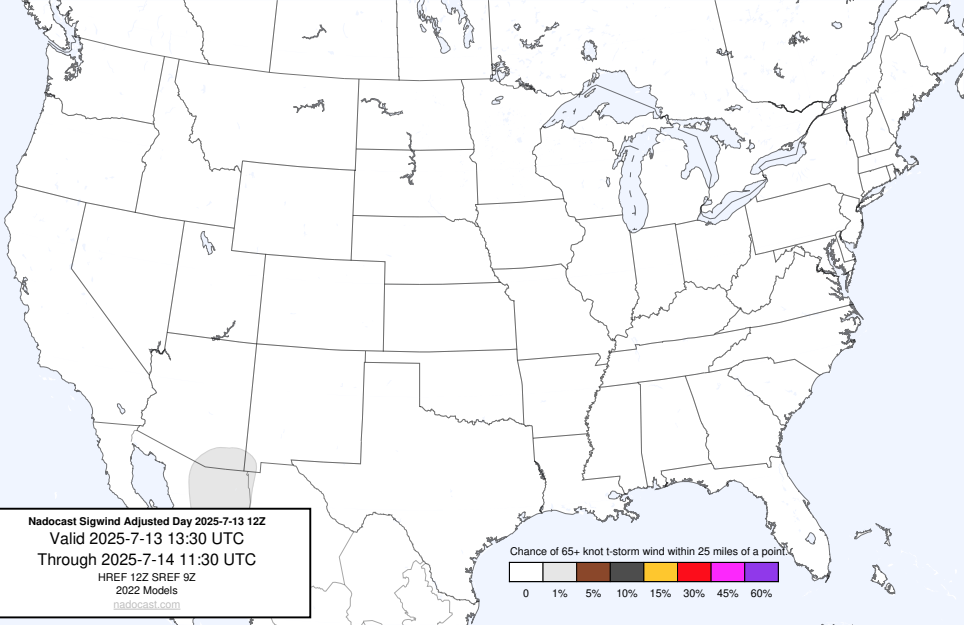 Nadocast Sigwind Adjusted Day 2025-7-13 12Z
Valid 2025-7-13 13:30 UTC
Through 2025-7-14 11:30 UTC
HREF 12Z SREF 9Z
2022 Models
nadocast.com
Chance of 65+ knot t-storm wind within 25 miles of a point.
0 1% 5% 10% 15% 30% 45% 60%